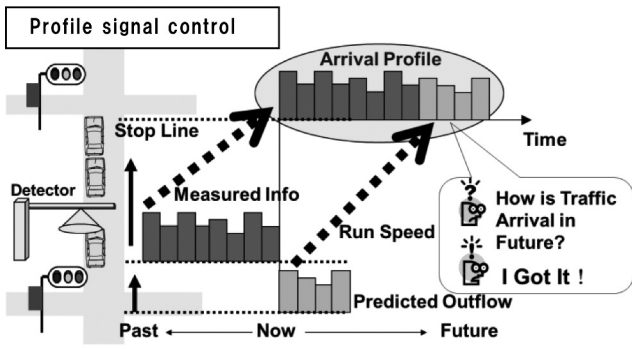 Profile signal control
Arrival Profile
Stop Line
Time
Detector
Measured Info
?
How is Traffic
Arrival in
Future?
Run Speed
!
I Got It !
Predicted Outflow
Past
Now
Future